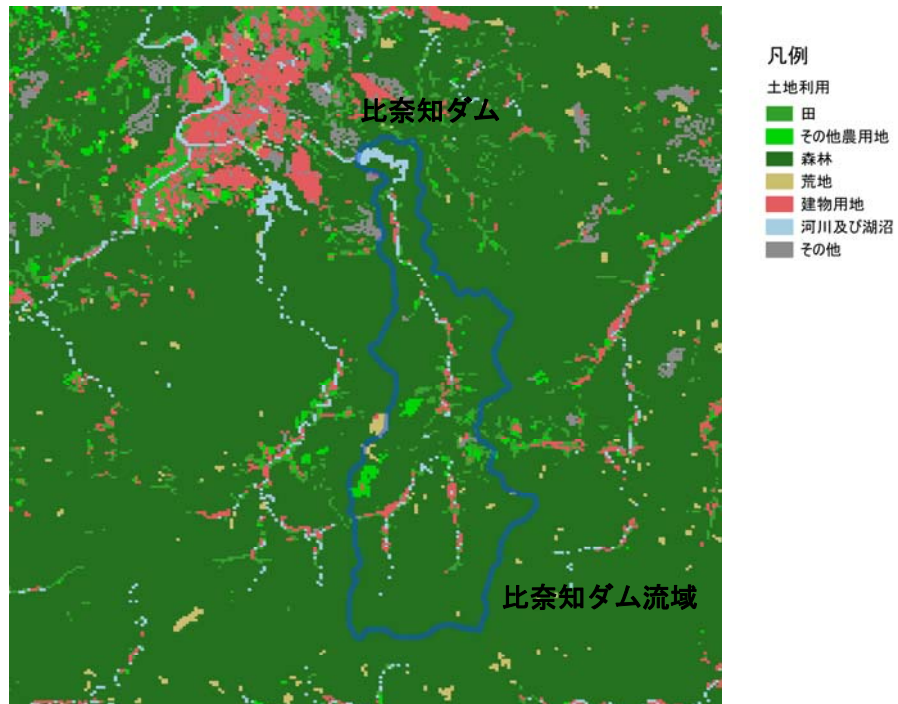 比奈知ダム
比奈知ダム流域
凡例
土地利用
田
その他農用地
森林
荒地
建物用地
河川及び湖沼
その他